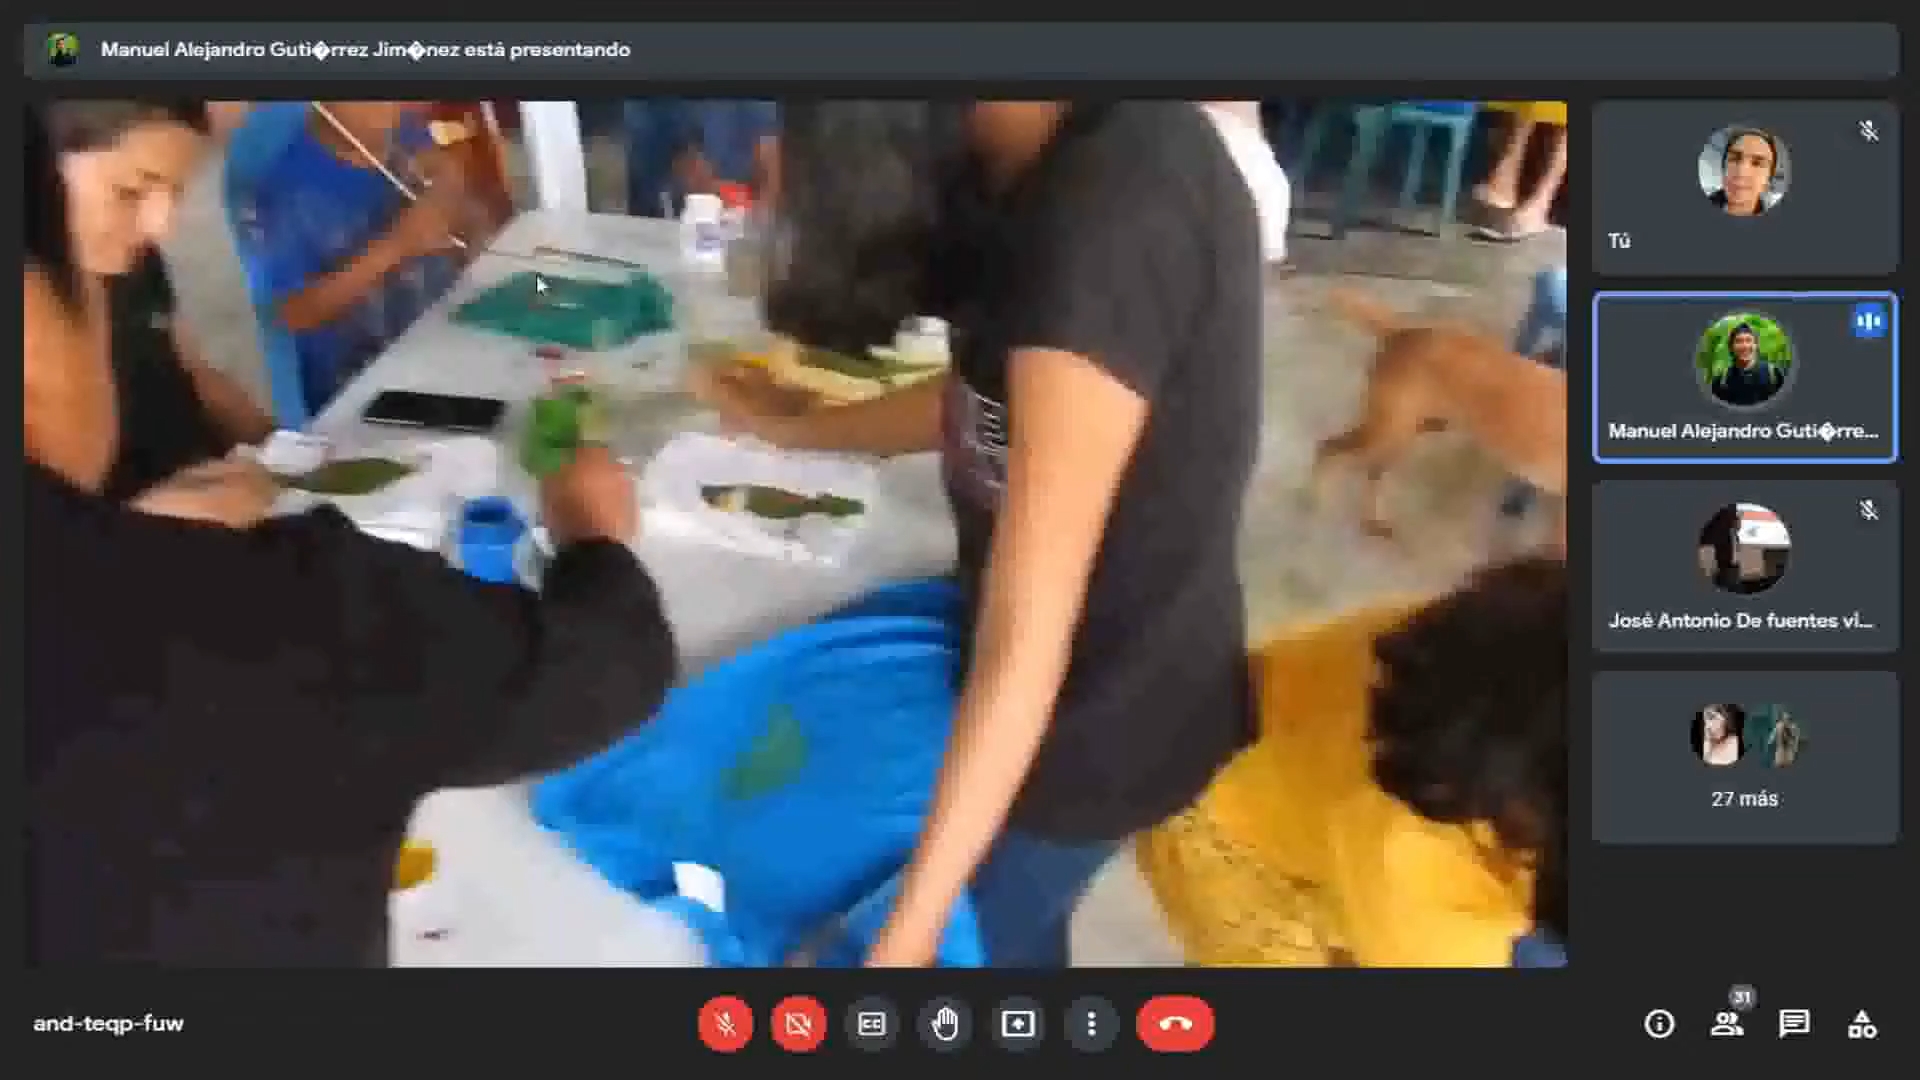 Manuel Alejandro Guti�rrez Jim�nez está presentando
Tú
Manuel Alejandro Guti�rre...
José Antonio De fuentes vi...
27 más
and-teqp-fuw
CC
31